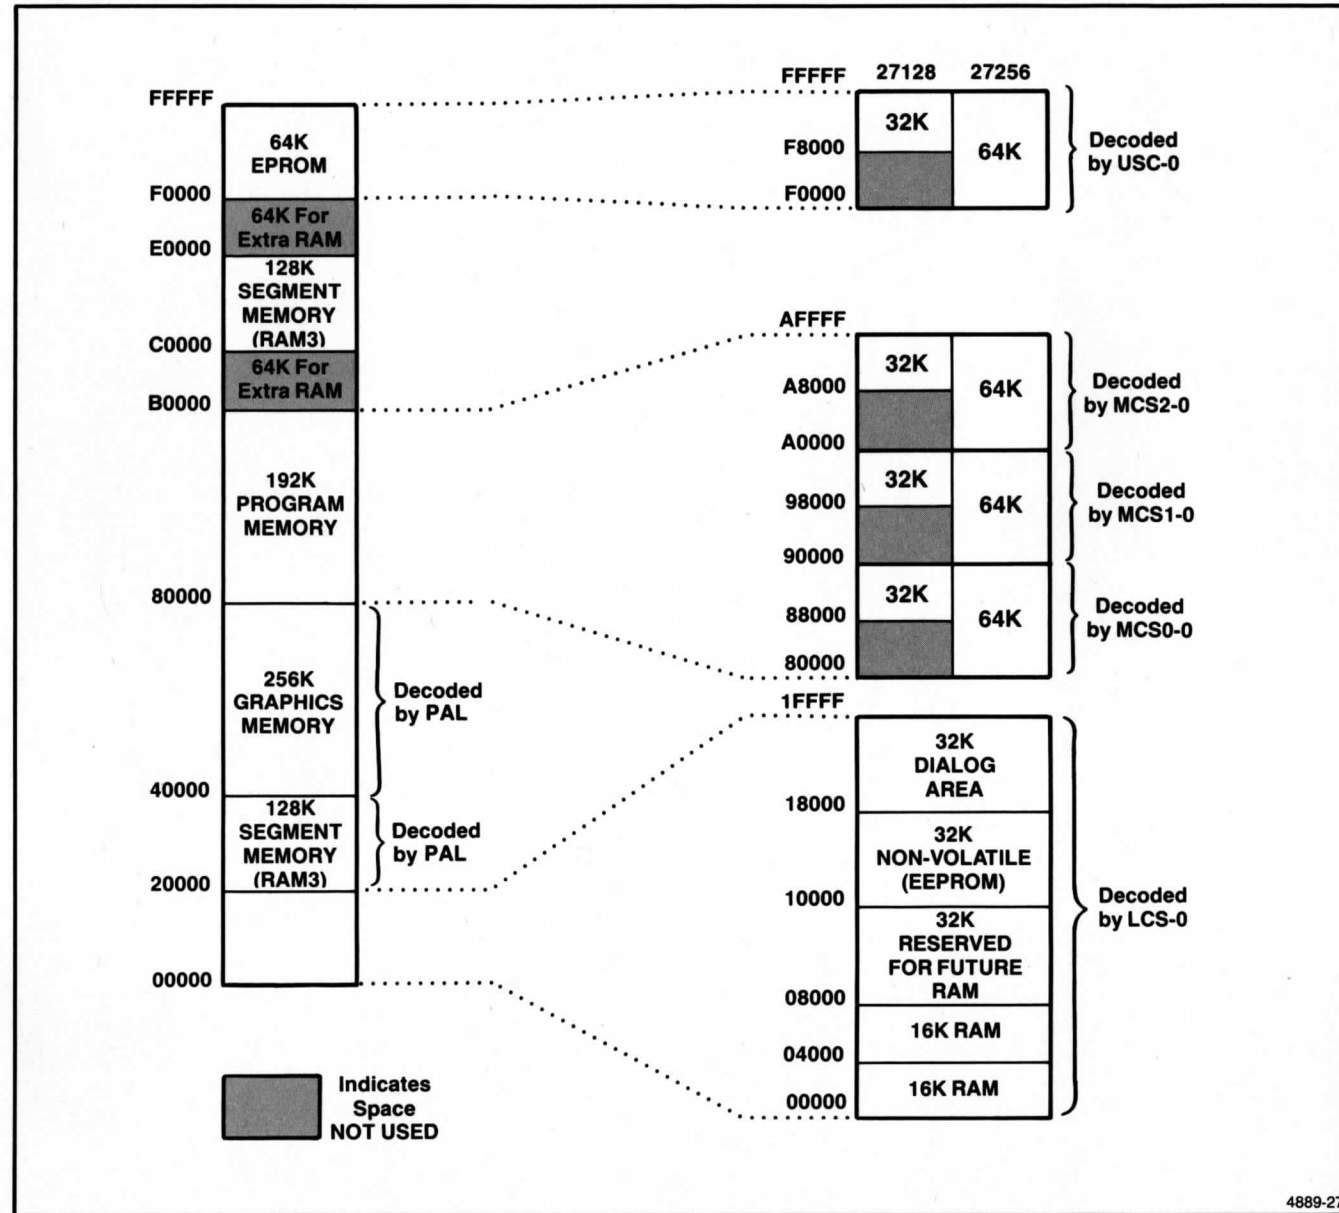 FFFFF
64K
EPROM
F0000
64K For
Extra RAM
E0000
128K
SEGMENT
MEMORY
(RAM3)
C0000
64K For
Extra RAM
B0000
192K
PROGRAM
MEMORY
80000
256K
GRAPHICS
MEMORY
Decoded
by PAL
40000
128K
SEGMENT
MEMORY
(RAM3)
Decoded
by PAL
20000
00000
Indicates
Space
NOT USED
FFFFF 27128 27256
32K
F8000
64K
F0000
Decoded
by USC-0
AFFFF
32K
A8000
64K
A0000
Decoded
by MCS2-0
32K
98000
64K
90000
Decoded
by MCS1-0
32K
88000
64K
80000
Decoded
by MCS0-0
1FFFF
32K
DIALOG
AREA
18000
32K
NON-VOLATILE
(EEPROM)
10000
32K
RESERVED
FOR FUTURE
RAM
08000
16K RAM
04000
16K RAM
00000
Decoded
by LCS-0
4889-27